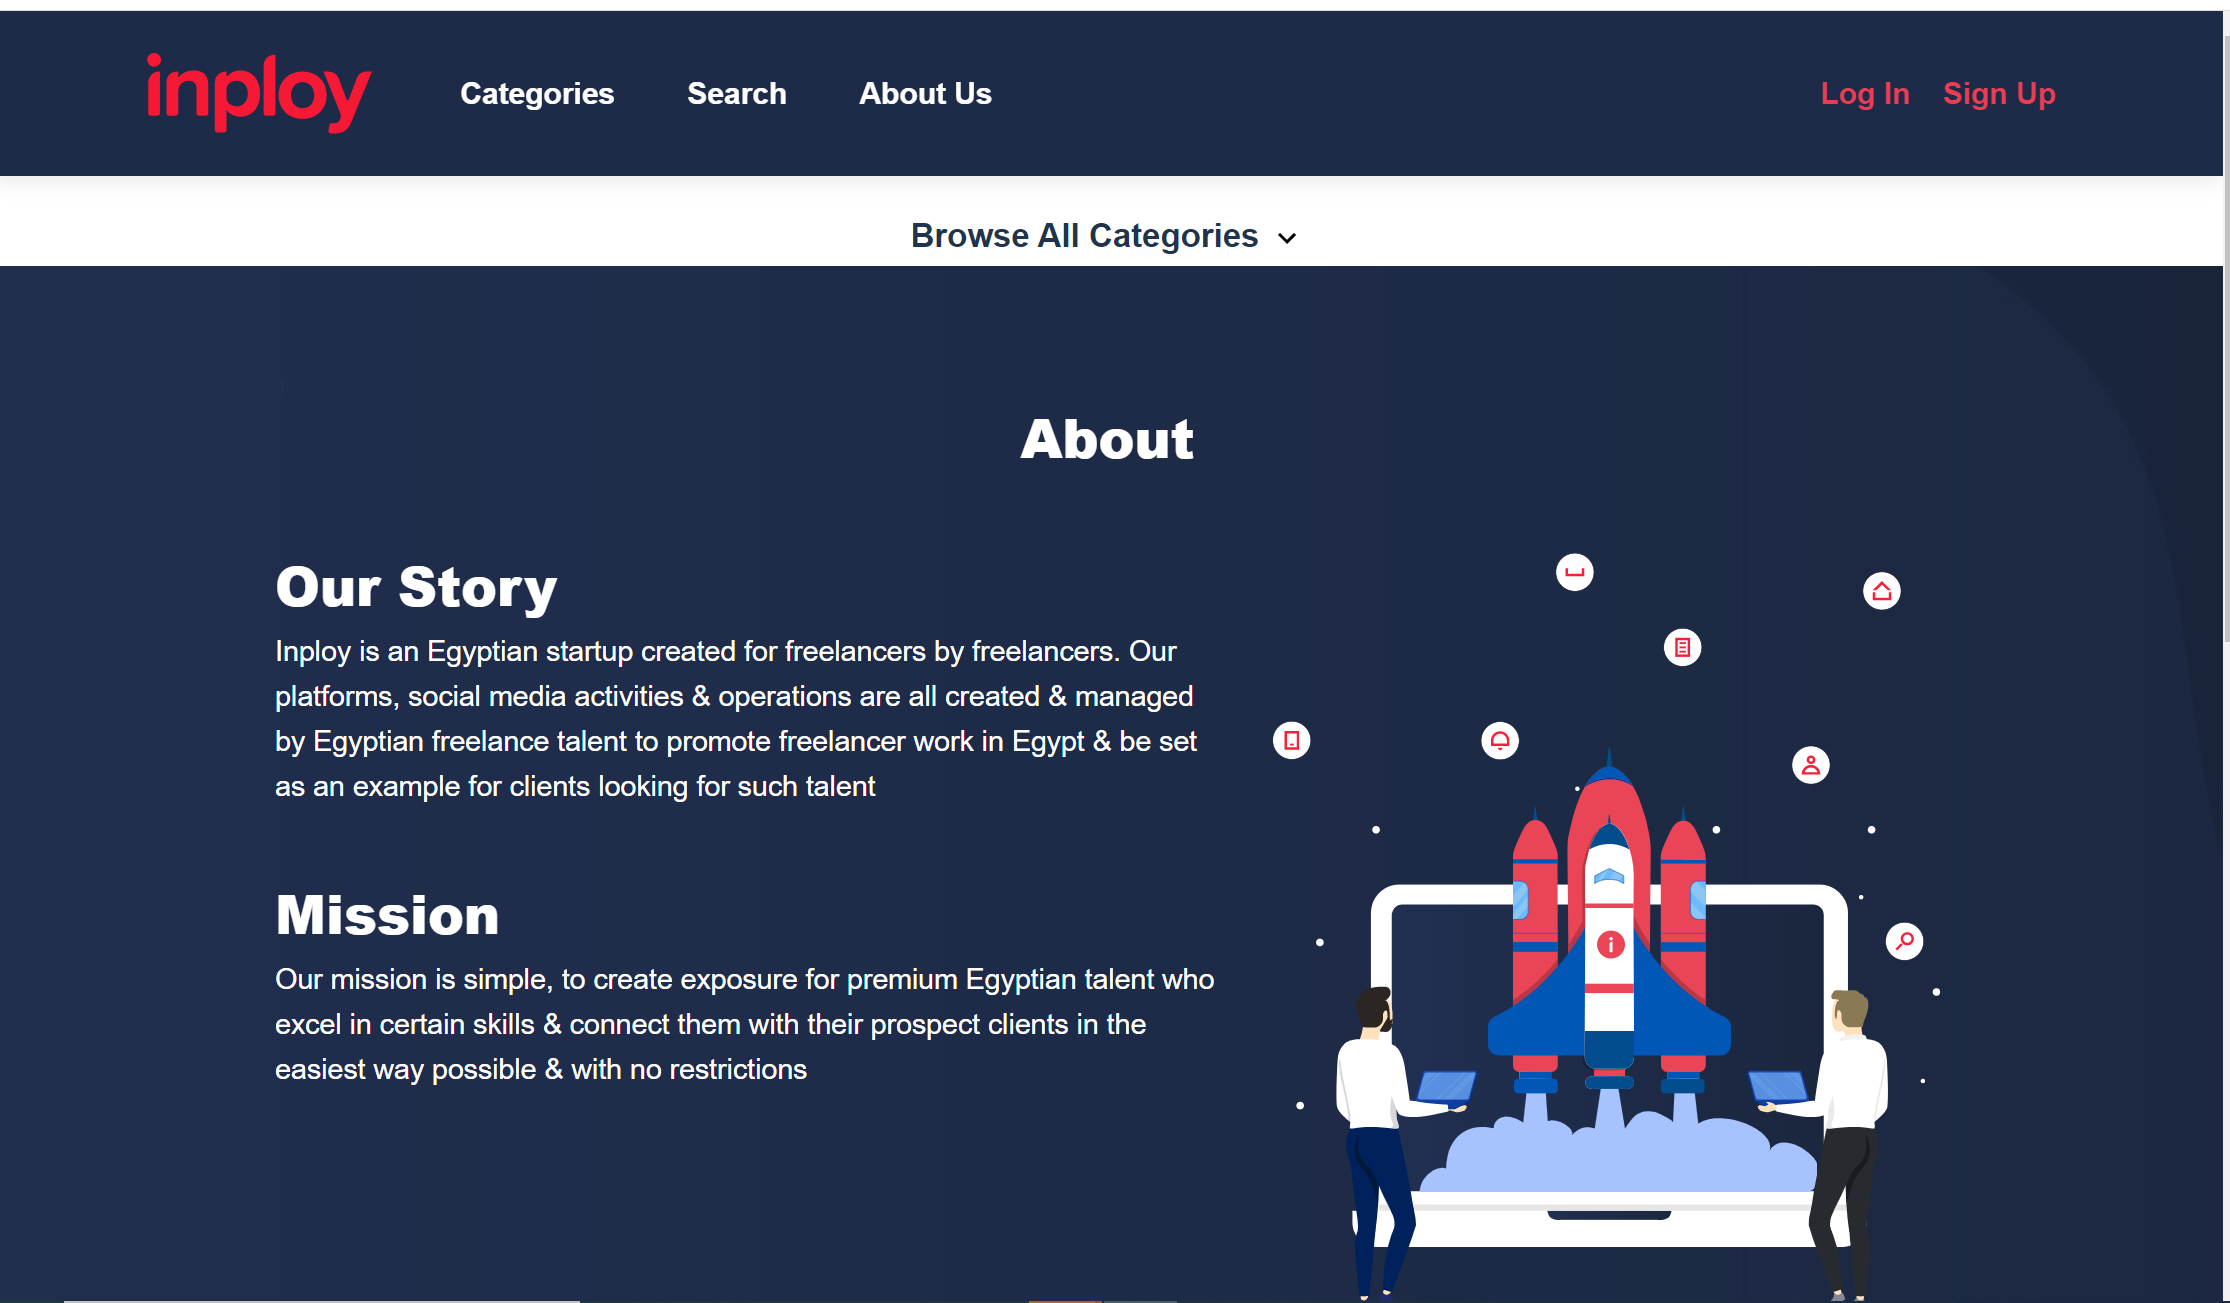 inploy
Categories
Search
About Us
Log In
Sign Up
Browse All Categories
About
Our Story
Inploy is an Egyptian startup created for freelancers by freelancers. Our
platforms, social media activities & operations are all created & managed
by Egyptian freelance talent to promote freelancer work in Egypt & be set
as an example for clients looking for such talent
Mission
Our mission is simple, to create exposure for premium Egyptian talent who
excel in certain skills & connect them with their prospect clients in the
easiest way possible & with no restrictions
i